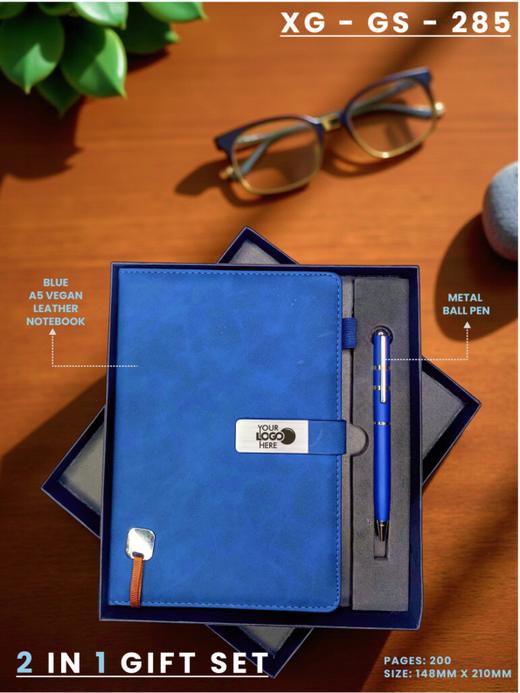 XG - GS - 285
BLUE
A5 VEGAN
LEATHER
NOTEBOOK
METAL
BALL PEN
YOUR
LOGO
HERE
2 IN 1 GIFT SET
PAGES: 200
SIZE: 148MM X 210MM